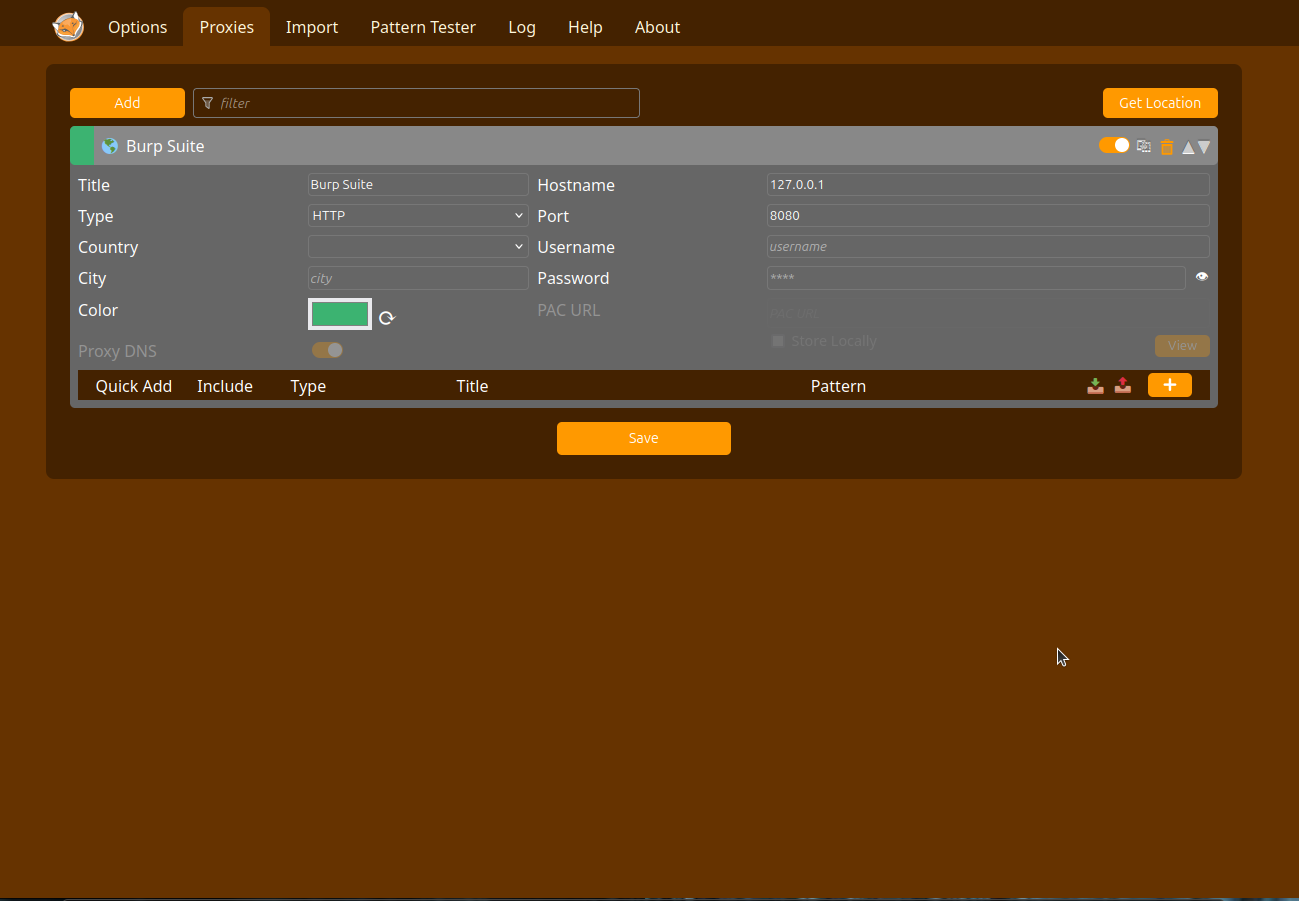 Options Proxies Import Pattern Tester Log Help About
Add filter Get Location
Burp Suite
Title Burp Suite Hostname 127.0.0.1
Type HTTP Port 8080
Country Username username
City city Password ****
Color PAC URL
Store Locally
Proxy DNS View
Quick Add Include Type Title Pattern +
Save